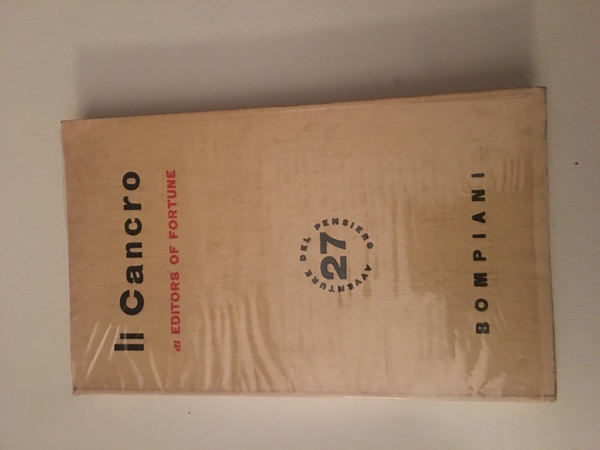 Il Cancro
di EDITORS OF FORTUNE
AVVENTURE DEL PENSIERO
27
BOMPIANI